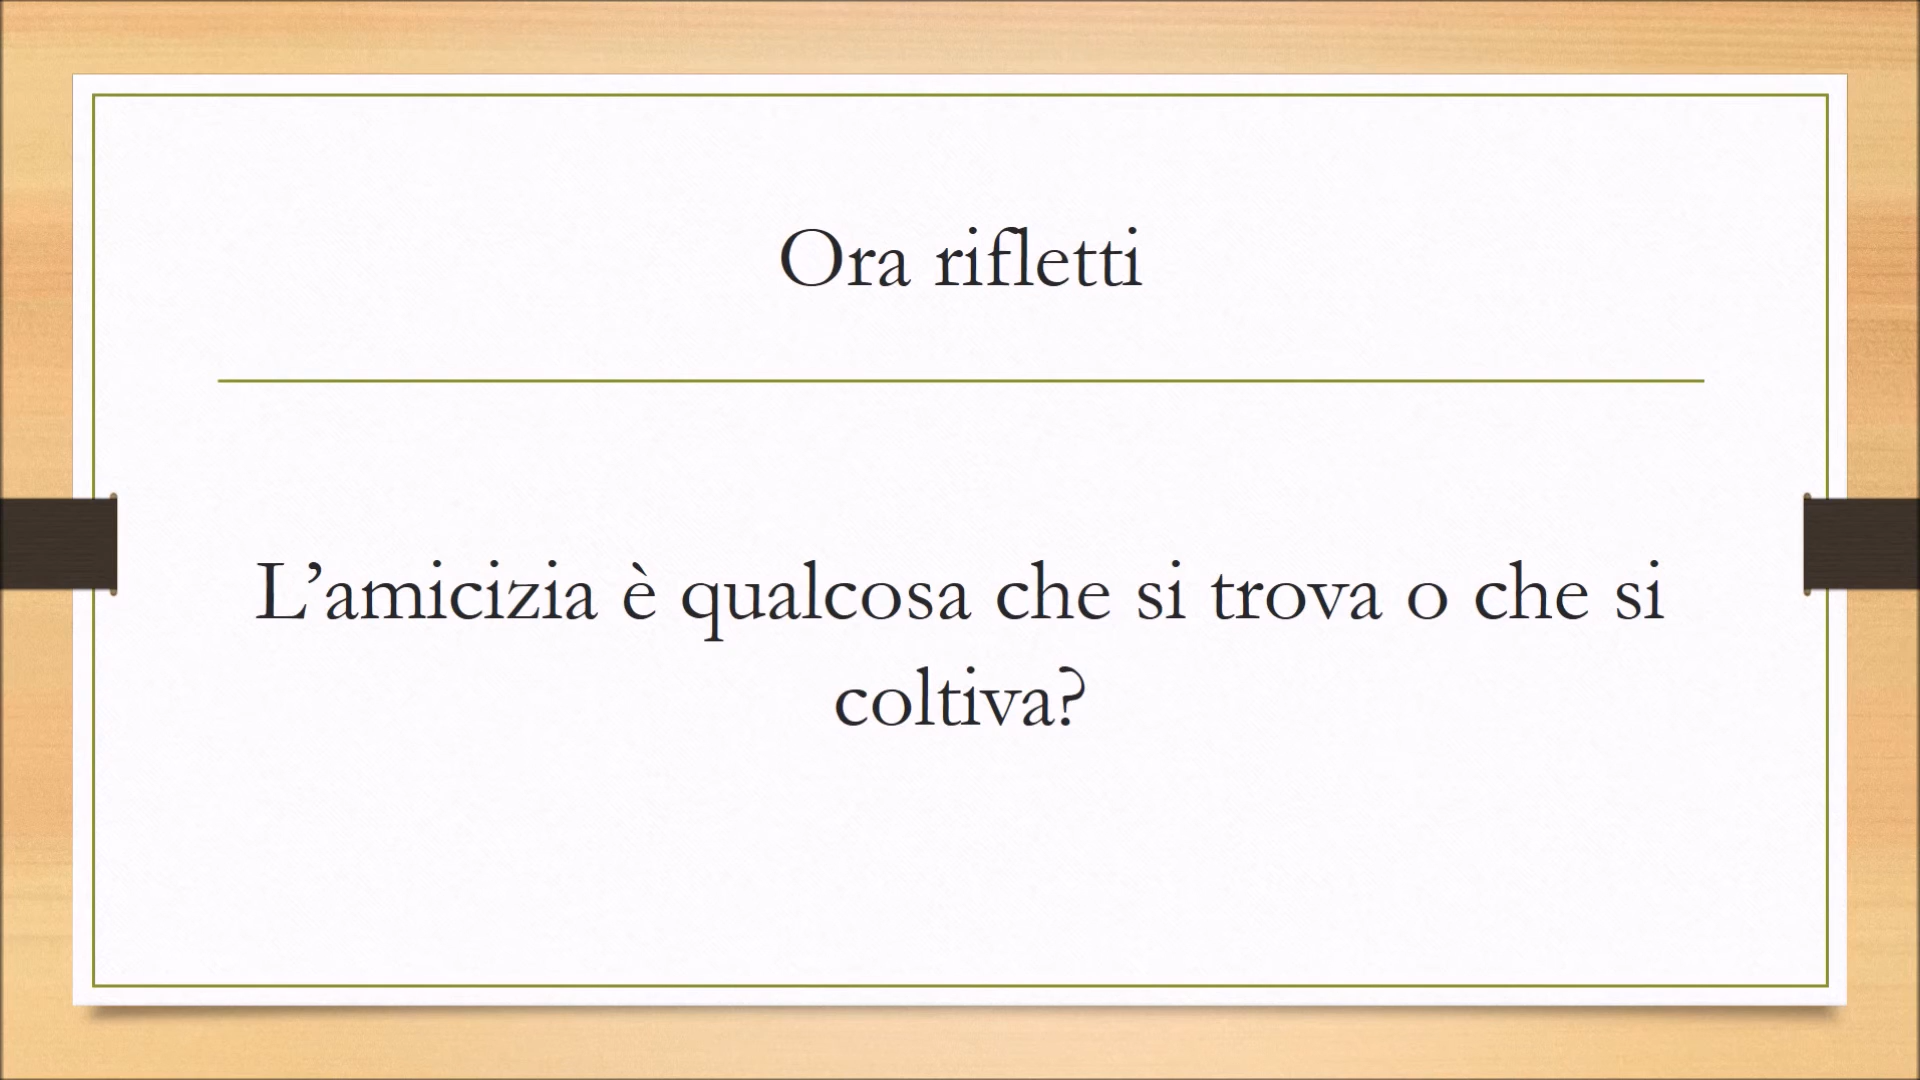 Ora rifletti
L’amicizia è qualcosa che si trova o che si
coltiva?